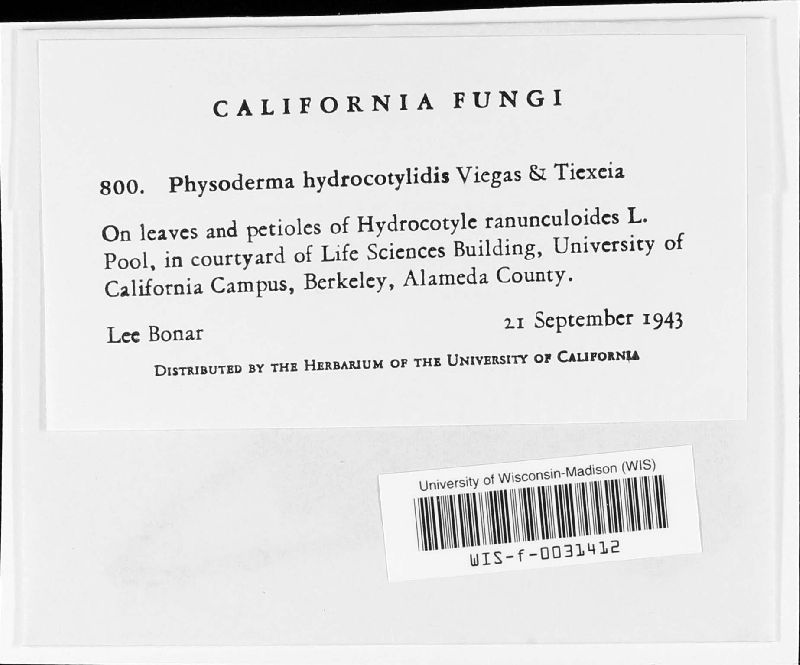 CALIFORNIA FUNGI
800. Physoderma hydrocotylidis Viegas & Tiexeia
On leaves and petioles of Hydrocotyle ranunculoides L.
Pool, in courtyard of Life Sciences Building, University of
California Campus, Berkeley, Alameda County.
Lee Bonar 21 September 1943
DISTRIBUTED BY THE HERBARIUM OF THE UNIVERSITY OF CALIFORNIA
University of Wisconsin-Madison (WIS)
WIS-f-0031412